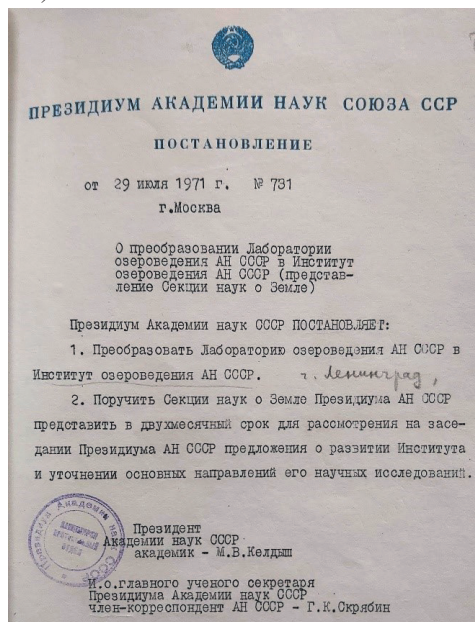 ПРЕЗИДИУМ АКАДЕМИИ НАУК СОЮЗА ССР
ПОСТАНОВЛЕНИЕ
от 29 июля 1971 г. № 731
г.Москва
О преобразовании Лаборатории
озероведения АН СССР в Институт
озероведения АН СССР (представ-
ление Секции наук о Земле)
Президиум Академии наук СССР ПОСТАНОВЛЯЕТ:
1. Преобразовать Лабораторию озероведения АН СССР в
Институт озероведения АН СССР. г. Ленинград,
2. Поручить Секции наук о Земле Президиума АН СССР
представить в двухмесячный срок для рассмотрения на засе-
дании Президиума АН СССР предложения о развитии Института
и уточнении основных направлений его научных исследований.
Президент
Академии наук СССР
академик - М.В.Келдыш
И.о.главного ученого секретаря
Президиума Академии наук СССР
член-корреспондент АН СССР - Г.К.Скрябин
Президиум Академии наук СССР